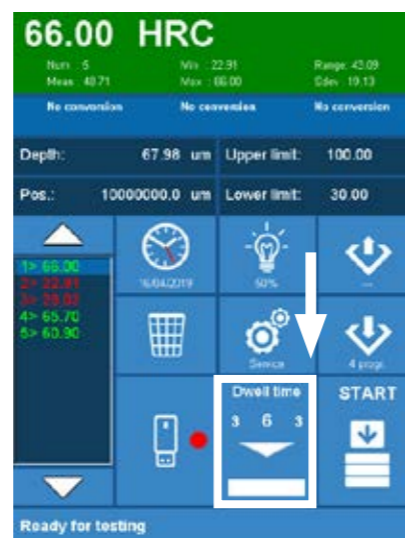 66.00 HRC
Num : 5 Min : 22.91 Range: 43.09
Mean : 48.71 Max : 66.00 Sdev : 19.13
No conversion No conversion No conversion
Depth: 67.98 um Upper limit: 100.00
Pos.: 10000000.0 um Lower limit: 30.00
1> 66.00
2> 22.91
3> 28.03
4> 65.70
5> 60.90
16/04/2019
50%
---
Service
4 progr.
Dwell time
3 6 3
START
Ready for testing